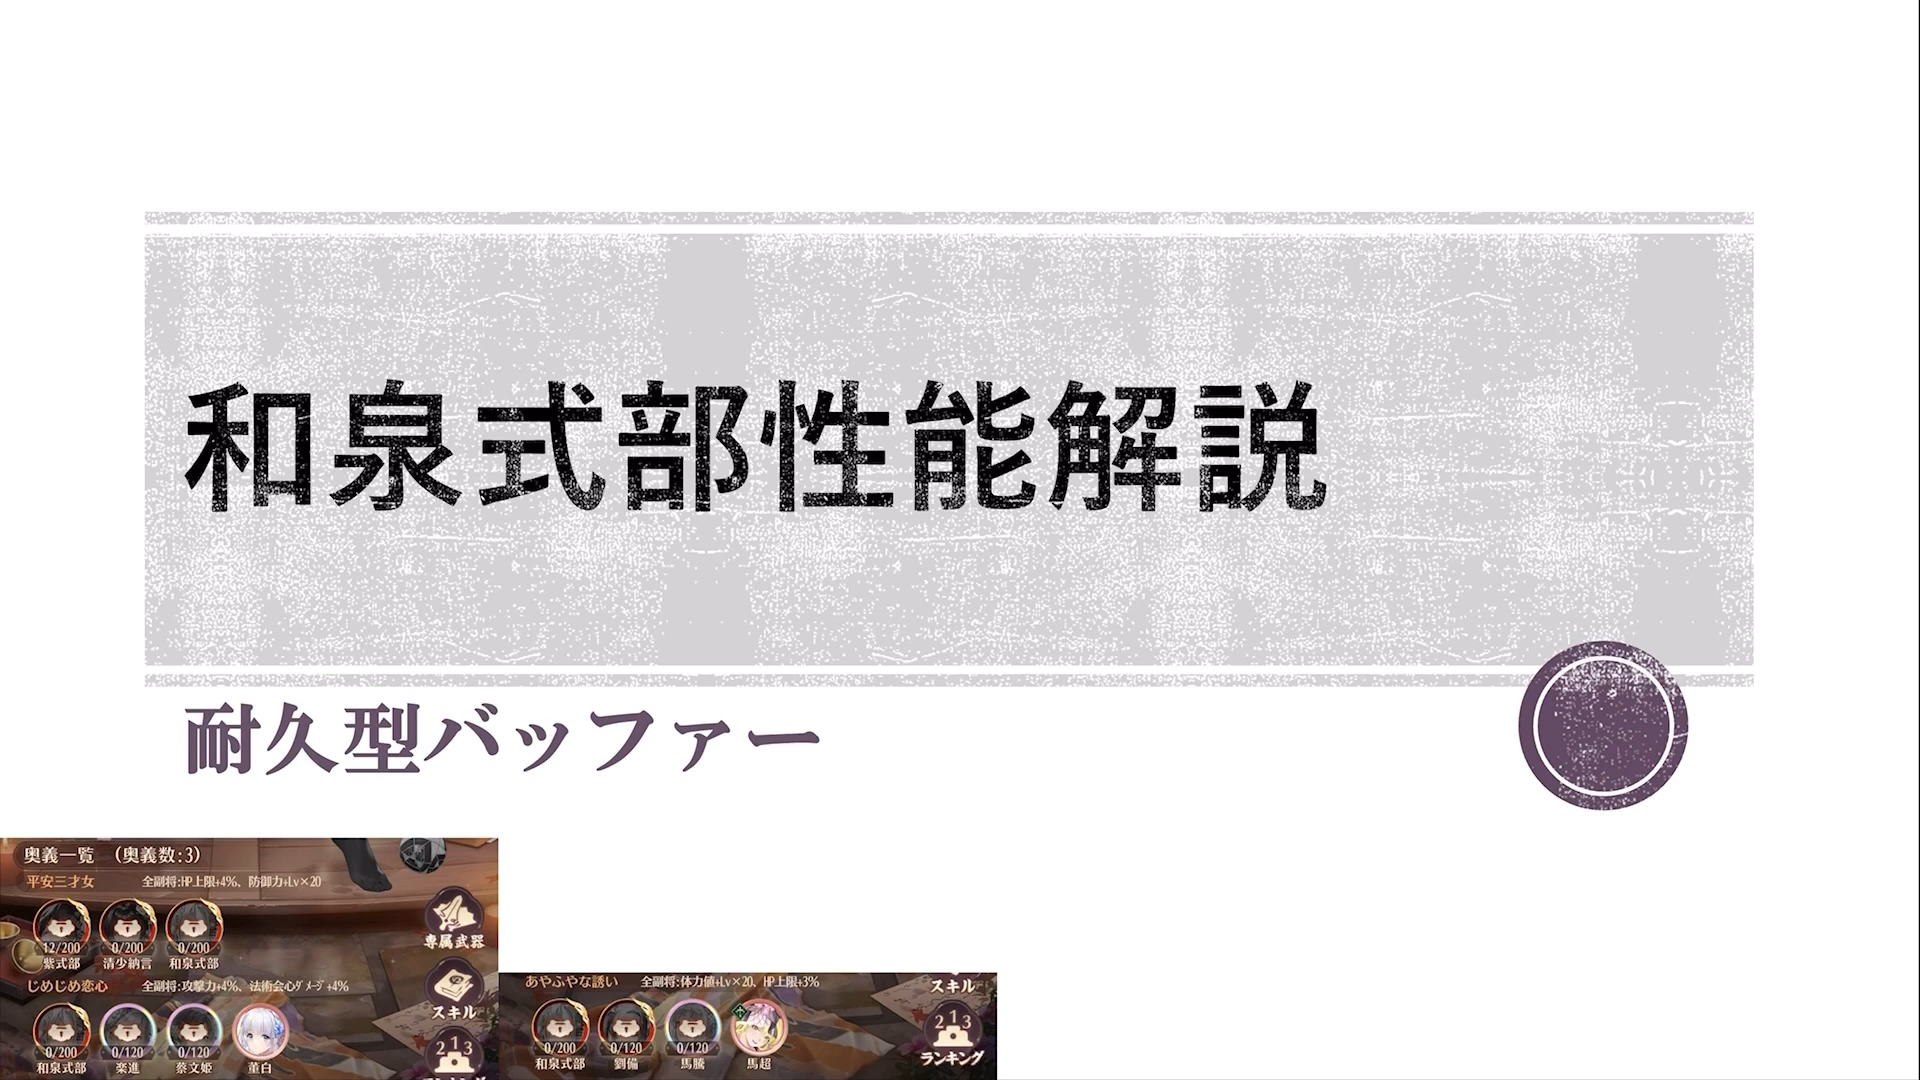 和泉式部性能解説
耐久型バッファー
奥義一覧 (奥義数:3)
平安三才女 全副将:HP上限+4%、防御力+Lv×20
12/200 0/200 0/200
紫式部 清少納言 和泉式部
専属武器
じめじめ恋心 全副将:攻撃力+4%、法術会心ダメージ+4%
スキル
0/200 0/120 0/120
和泉式部 楽進 蔡文姫 董白
213
あやふやな誘い 全副将:体力値+Lv×20、HP上限+3%
スキル
0/200 0/120 0/120
和泉式部 劉備 馬騰 馬超
213
ランキング